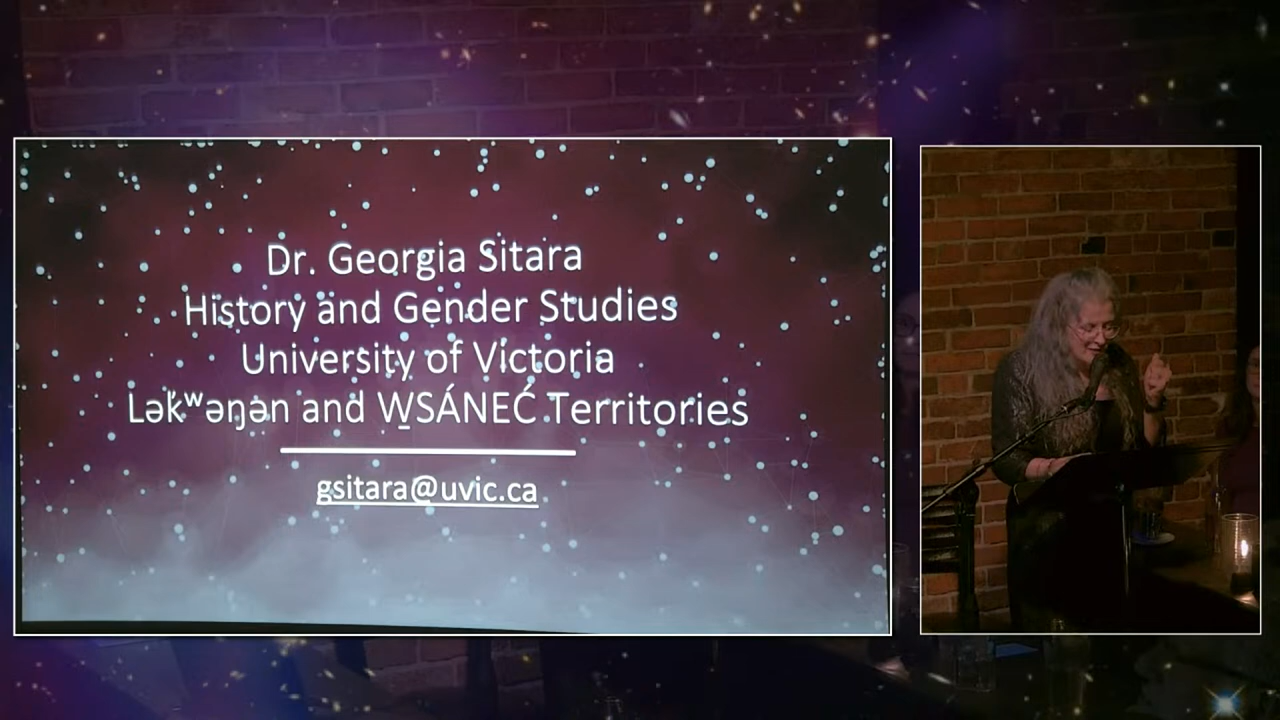 Dr. Georgia Sitara
History and Gender Studies
University of Victoria
Lək̓ʷəŋən and W̱SÁNEĆ Territories
gsitara@uvic.ca